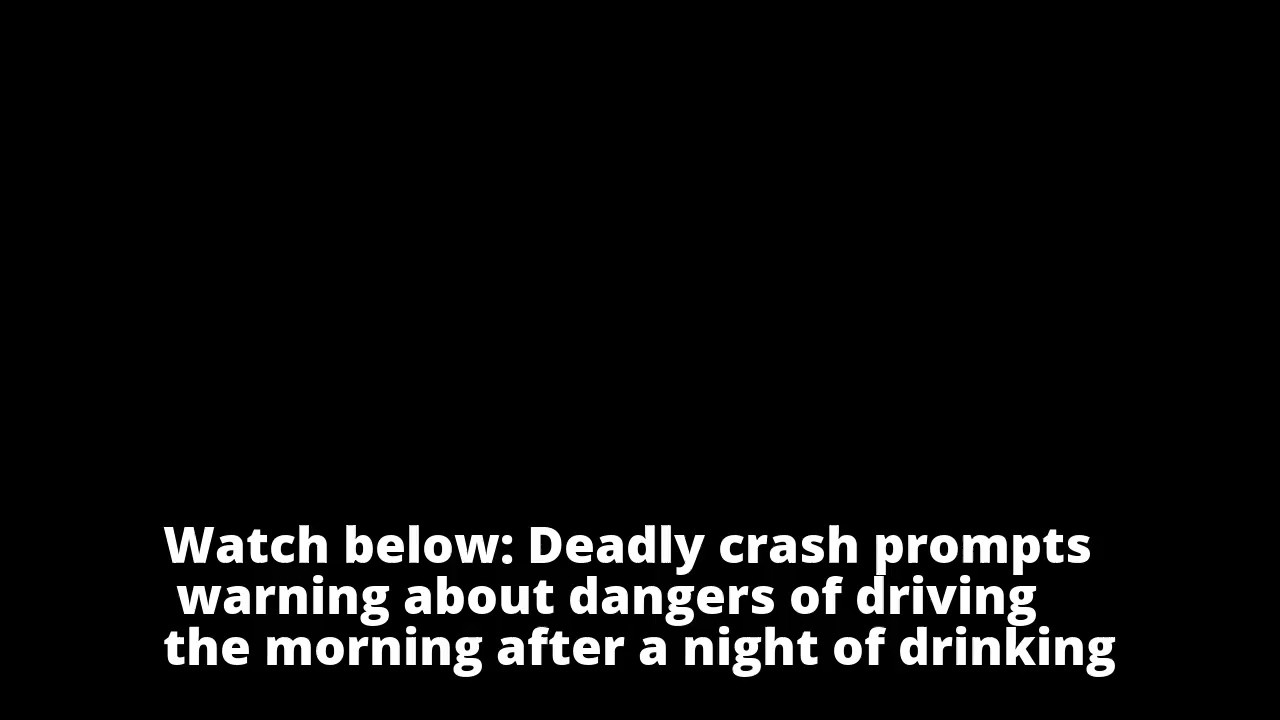 Watch below: Deadly crash prompts
warning about dangers of driving
the morning after a night of drinking